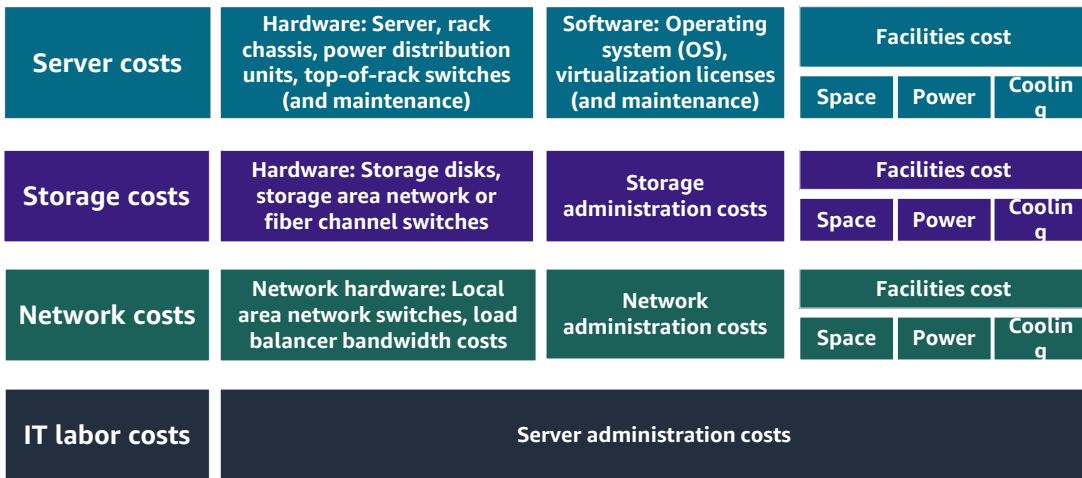 Server costs
Hardware: Server, rack
chassis, power distribution
units, top-of-rack switches
(and maintenance)
Software: Operating
system (OS),
virtualization licenses
(and maintenance)
Facilities cost
Space
Power
Coolin
g
Storage costs
Hardware: Storage disks,
storage area network or
fiber channel switches
Storage
administration costs
Facilities cost
Space
Power
Coolin
g
Network costs
Network hardware: Local
area network switches, load
balancer bandwidth costs
Network
administration costs
Facilities cost
Space
Power
Coolin
g
IT labor costs
Server administration costs